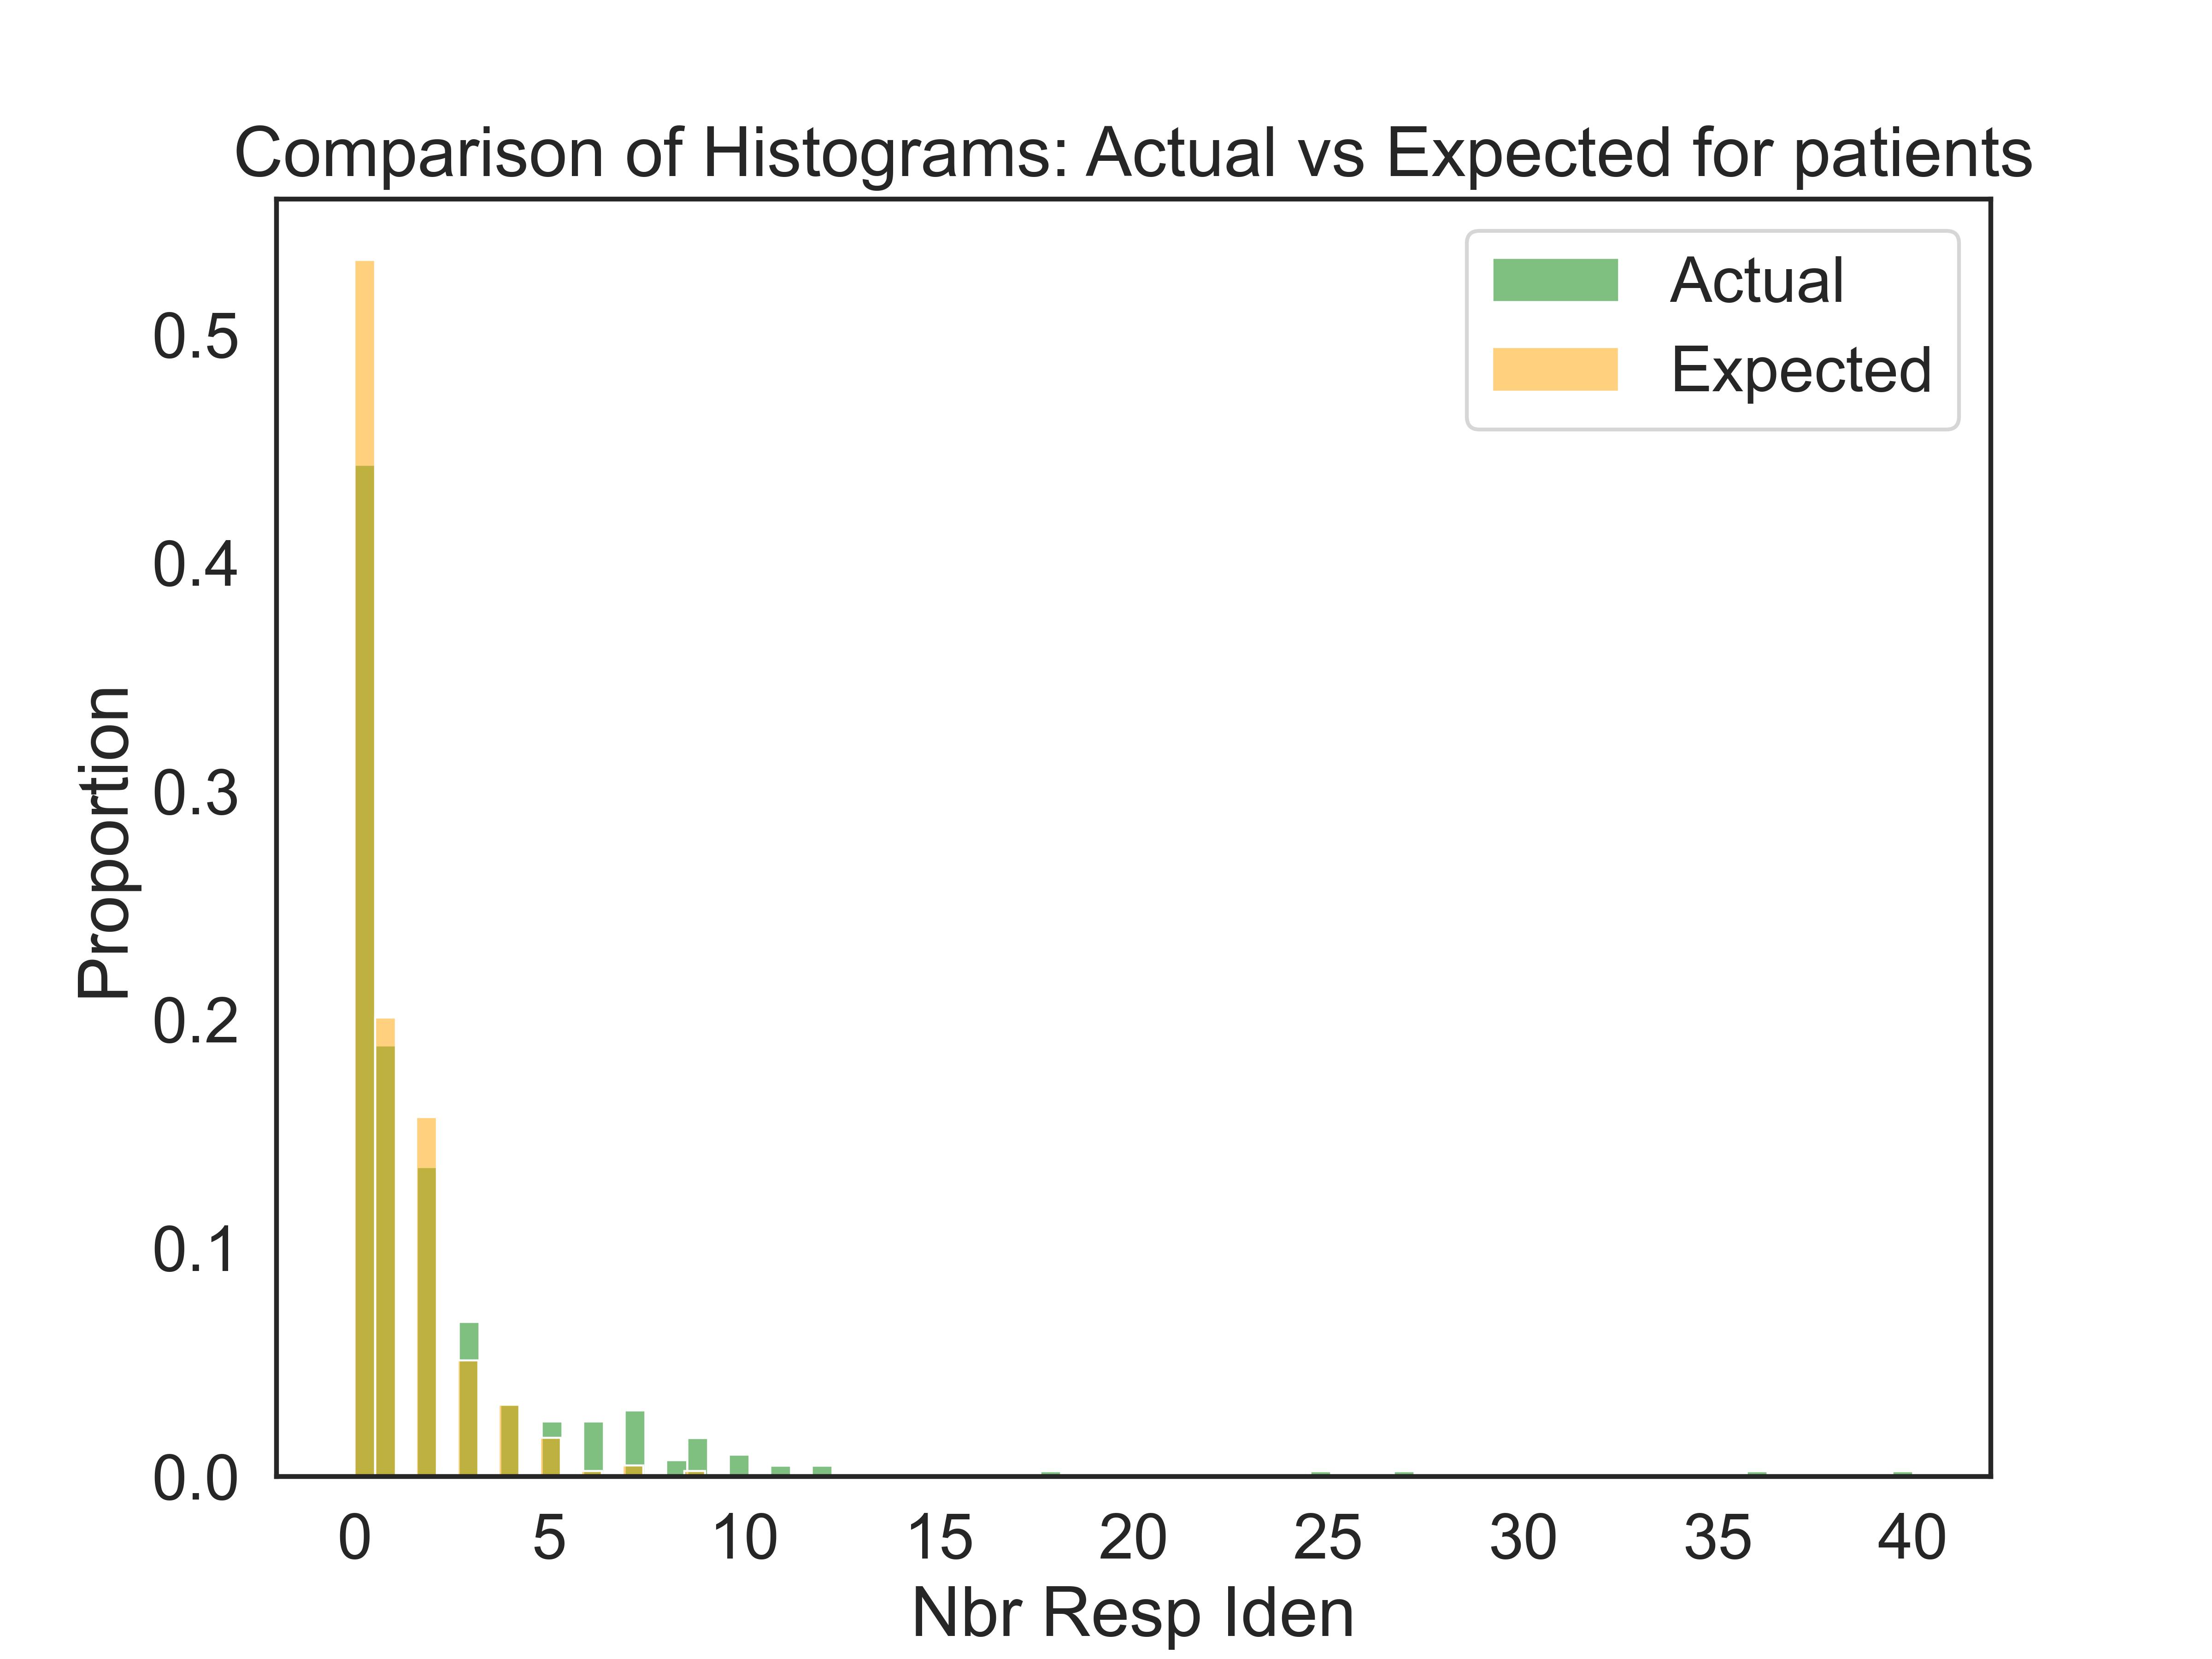 Comparison of Histograms: Actual vs Expected for patients
Actual
Expected
Proportion
0.5
0.4
0.3
0.2
0.1
0.0
0 5 10 15 20 25 30 35 40
Nbr Resp Iden